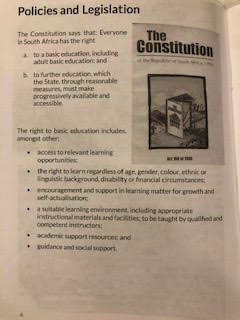 Policies and Legislation
The Constitution says that: Everyone
in South Africa has the right
a. to a basic education, including
adult basic education; and
b. to further education, which
the State, through reasonable
measures, must make
progressively available and
accessible.
The
Constitution
of the Republic of South Africa, 1996
ACT 108 of 1996
The right to basic education includes,
amongst other:
• access to relevant learning
opportunities;
• the right to learn regardless of age, gender, colour, ethnic or
linguistic background, disability or financial circumstances;
• encouragement and support in learning matter for growth and
self-actualisation;
• a suitable learning environment, including appropriate
instructional materials and facilities; to be taught by qualified and
competent instructors;
• academic support resources; and
• guidance and social support.
6